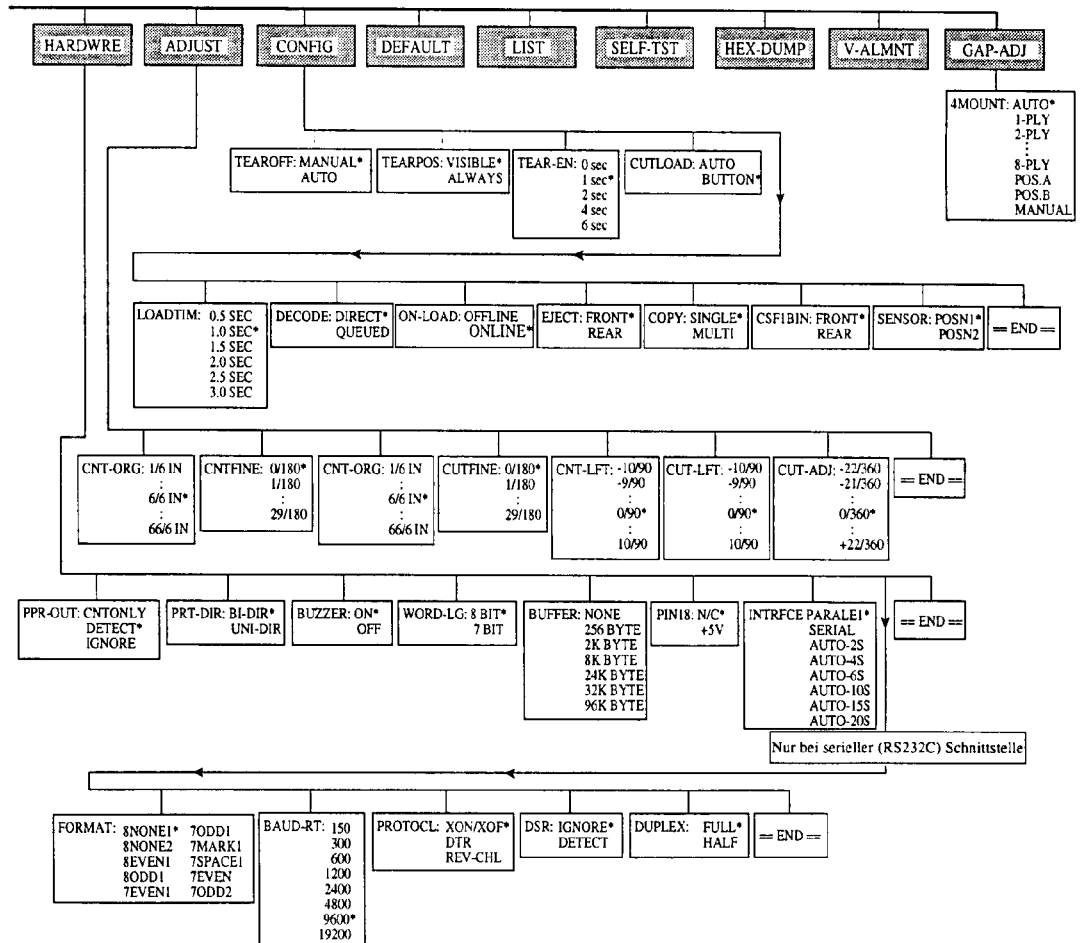 HARDWRE ADJUST CONFIG DEFAULT LIST SELF-TST HEX-DUMP V-ALMNT GAP-ADJ
4MOUNT: AUTO*
1-PLY
2-PLY
:
8-PLY
POS.A
POS.B
MANUAL
TEAROFF: MANUAL*
AUTO
TEARPOS: VISIBLE*
ALWAYS
TEAR-EN: 0 sec
1 sec*
2 sec
4 sec
6 sec
CUTLOAD: AUTO
BUTTON*
LOADTIM: 0.5 SEC
1.0 SEC*
1.5 SEC
2.0 SEC
2.5 SEC
3.0 SEC
DECODE: DIRECT*
QUEUED
ON-LOAD: OFFLINE
ONLINE*
EJECT: FRONT*
REAR
COPY: SINGLE*
MULTI
CSF1BIN: FRONT*
REAR
SENSOR: POSN1*
POSN2
== END ==
CNT-ORG: 1/6 IN
:
6/6 IN*
:
66/6 IN
CNTFINE: 0/180*
1/180
:
29/180
CNT-ORG: 1/6 IN
:
6/6 IN*
:
66/6 IN
CUTFINE: 0/180*
1/180
:
29/180
CNT-LFT: -10/90
-9/90
:
0/90*
:
10/90
CUT-LFT: -10/90
-9/90
:
0/90*
:
10/90
CUT-ADJ: -22/360
-21/360
:
0/360*
:
+22/360
== END ==
PPR-OUT: CNTONLY
DETECT*
IGNORE
PRT-DIR: BI-DIR*
UNI-DIR
BUZZER: ON*
OFF
WORD-LG: 8 BIT*
7 BIT
BUFFER: NONE
256 BYTE
2K BYTE
8K BYTE
24K BYTE
32K BYTE
96K BYTE
PIN18: N/C*
+5V
INTRFCE PARALE1*
SERIAL
AUTO-2S
AUTO-4S
AUTO-6S
AUTO-10S
AUTO-15S
AUTO-20S
== END ==
Nur bei serieller (RS232C) Schnittstelle
FORMAT: 8NONE1* 7ODD1
8NONE2 7MARK1
8EVEN1 7SPACE1
8ODD1 7EVEN
7EVEN1 7ODD2
BAUD-RT: 150
300
600
1200
2400
4800
9600*
19200
PROTOCL: XON/XOF*
DTR
REV-CHL
DSR: IGNORE*
DETECT
DUPLEX: FULL*
HALF
== END ==